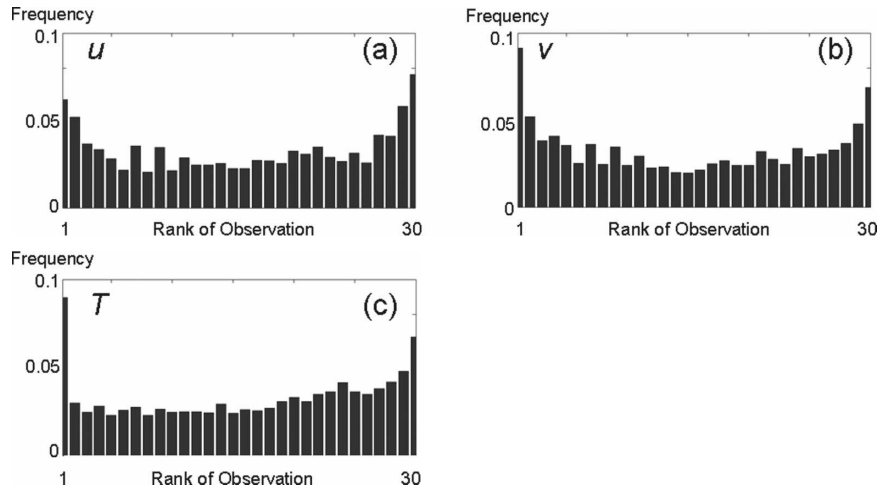 Frequency
0.1
u
(a)
0.05
0
1
Rank of Observation
30
Frequency
0.1
v
(b)
0.05
0
1
Rank of Observation
30
Frequency
0.1
T
(c)
0.05
0
1
Rank of Observation
30